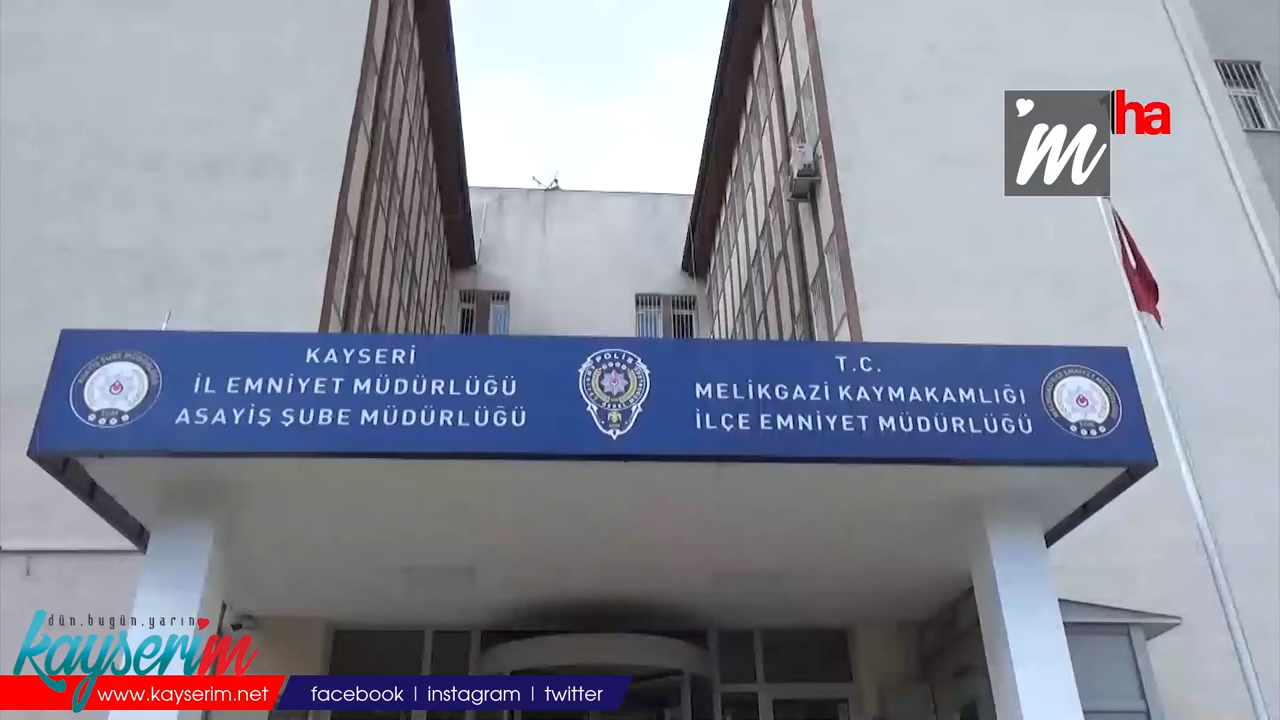 'm
ha
KAYSERİ
İL EMNİYET MÜDÜRLÜĞÜ
ASAYİŞ ŞUBE MÜDÜRLÜĞÜ
POLİS
T.C.
MELİKGAZİ KAYMAKAMLIĞI
İLÇE EMNİYET MÜDÜRLÜĞÜ
dün.bugün.yarın
kayserim
www.kayserim.net
facebook | instagram | twitter